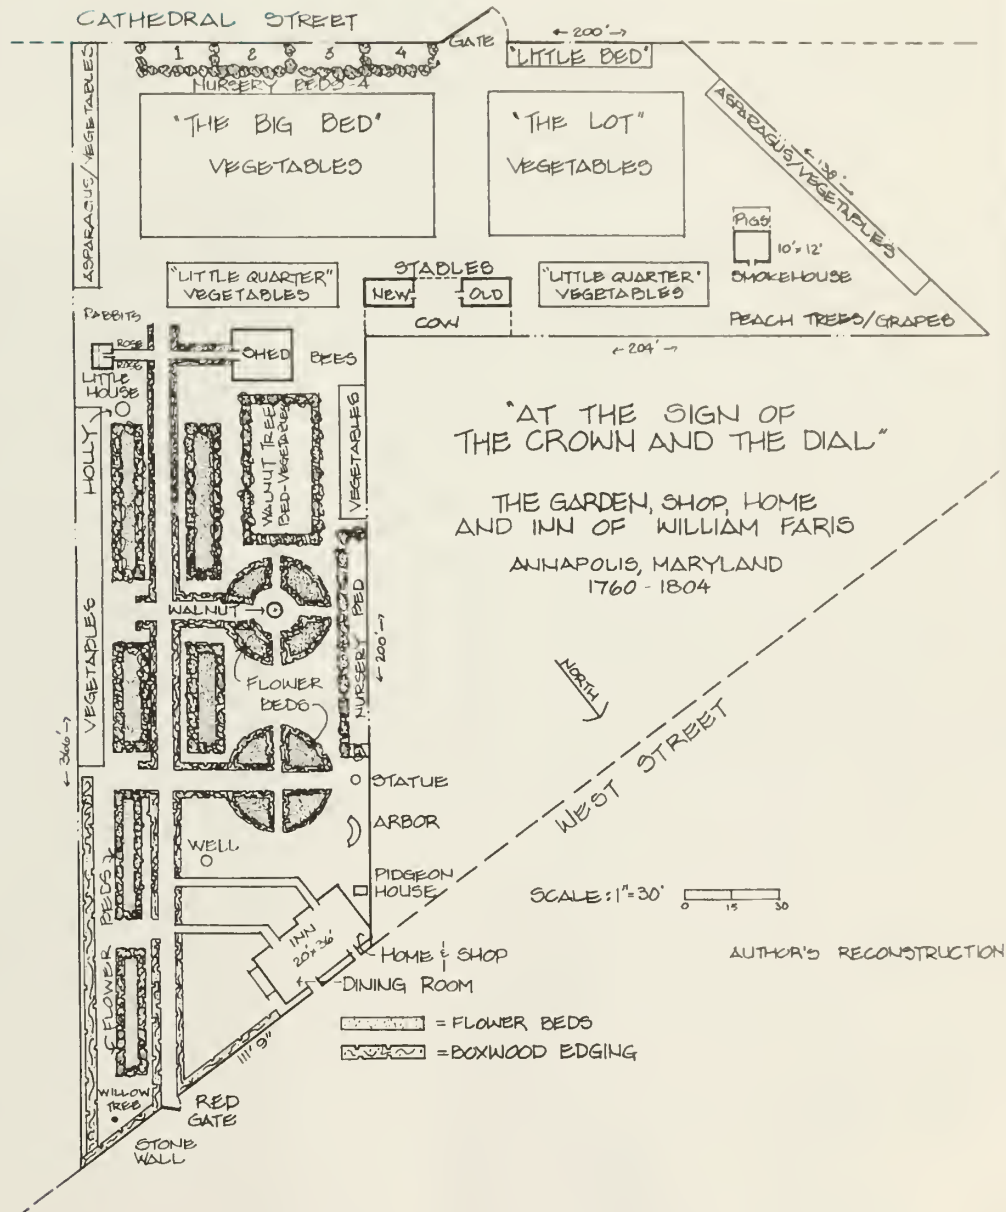 CATHEDRAL STREET
GATE
← 200' →
"LITTLE BED"
1 2 3 4
NURSERY BEDS-4
ASPARAGUS/VEGETABLES
"THE BIG BED"
VEGETABLES
"THE LOT"
VEGETABLES
ASPARAGUS/VEGETABLES
← 138' →
PIGS
10'x12'
SMOKEHOUSE
"LITTLE QUARTER"
VEGETABLES
STABLES
NEW
OLD
COW
"LITTLE QUARTER"
VEGETABLES
PEACH TREES/GRAPES
← 204' →
RABBITS
ROSE
ROSE
LITTLE
HOUSE
SHED
BEES
HOLLY
WALNUT TREE
BED-VEGETABLES
VEGETABLES
"AT THE SIGN OF
THE CROWN AND THE DIAL"
THE GARDEN, SHOP, HOME
AND INN OF WILLIAM FARIS
ANNAPOLIS, MARYLAND
1760-1804
WALNUT
VEGETABLES
FLOWER
BEDS
NURSERY BED
← 200' →
NORTH
WEST STREET
← 366' →
STATUE
ARBOR
WELL
PIDGEON
HOUSE
FLOWER BEDS
INN
20'x36'
HOME & SHOP
DINING ROOM
SCALE: 1"=30'
0 15 30
AUTHOR'S RECONSTRUCTION
= FLOWER BEDS
= BOXWOOD EDGING
111' 9"
WILLOW
TREE
RED
GATE
STONE
WALL